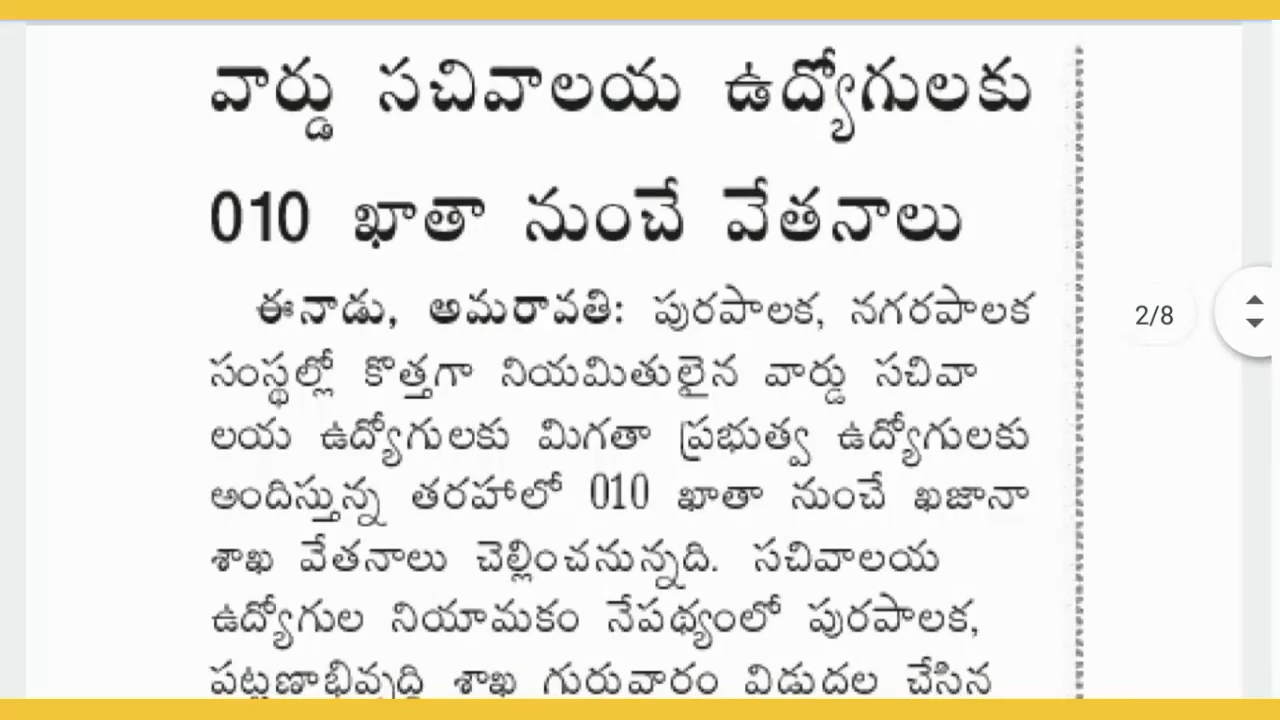 వార్డు సచివాలయ ఉద్యోగులకు
010 ఖాతా నుంచే వేతనాలు
ఈనాడు, అమరావతి: పురపాలక, నగరపాలక
సంస్థల్లో కొత్తగా నియమితులైన వార్డు సచివా
లయ ఉద్యోగులకు మిగతా ప్రభుత్వ ఉద్యోగులకు
అందిస్తున్న తరహాలో 010 ఖాతా నుంచే ఖజానా
శాఖ వేతనాలు చెల్లించనున్నది. సచివాలయ
ఉద్యోగుల నియామకం నేపథ్యంలో పురపాలక,
పట్టణాభివృద్ధి శాఖ గురువారం విడుదల చేసిన
2/8